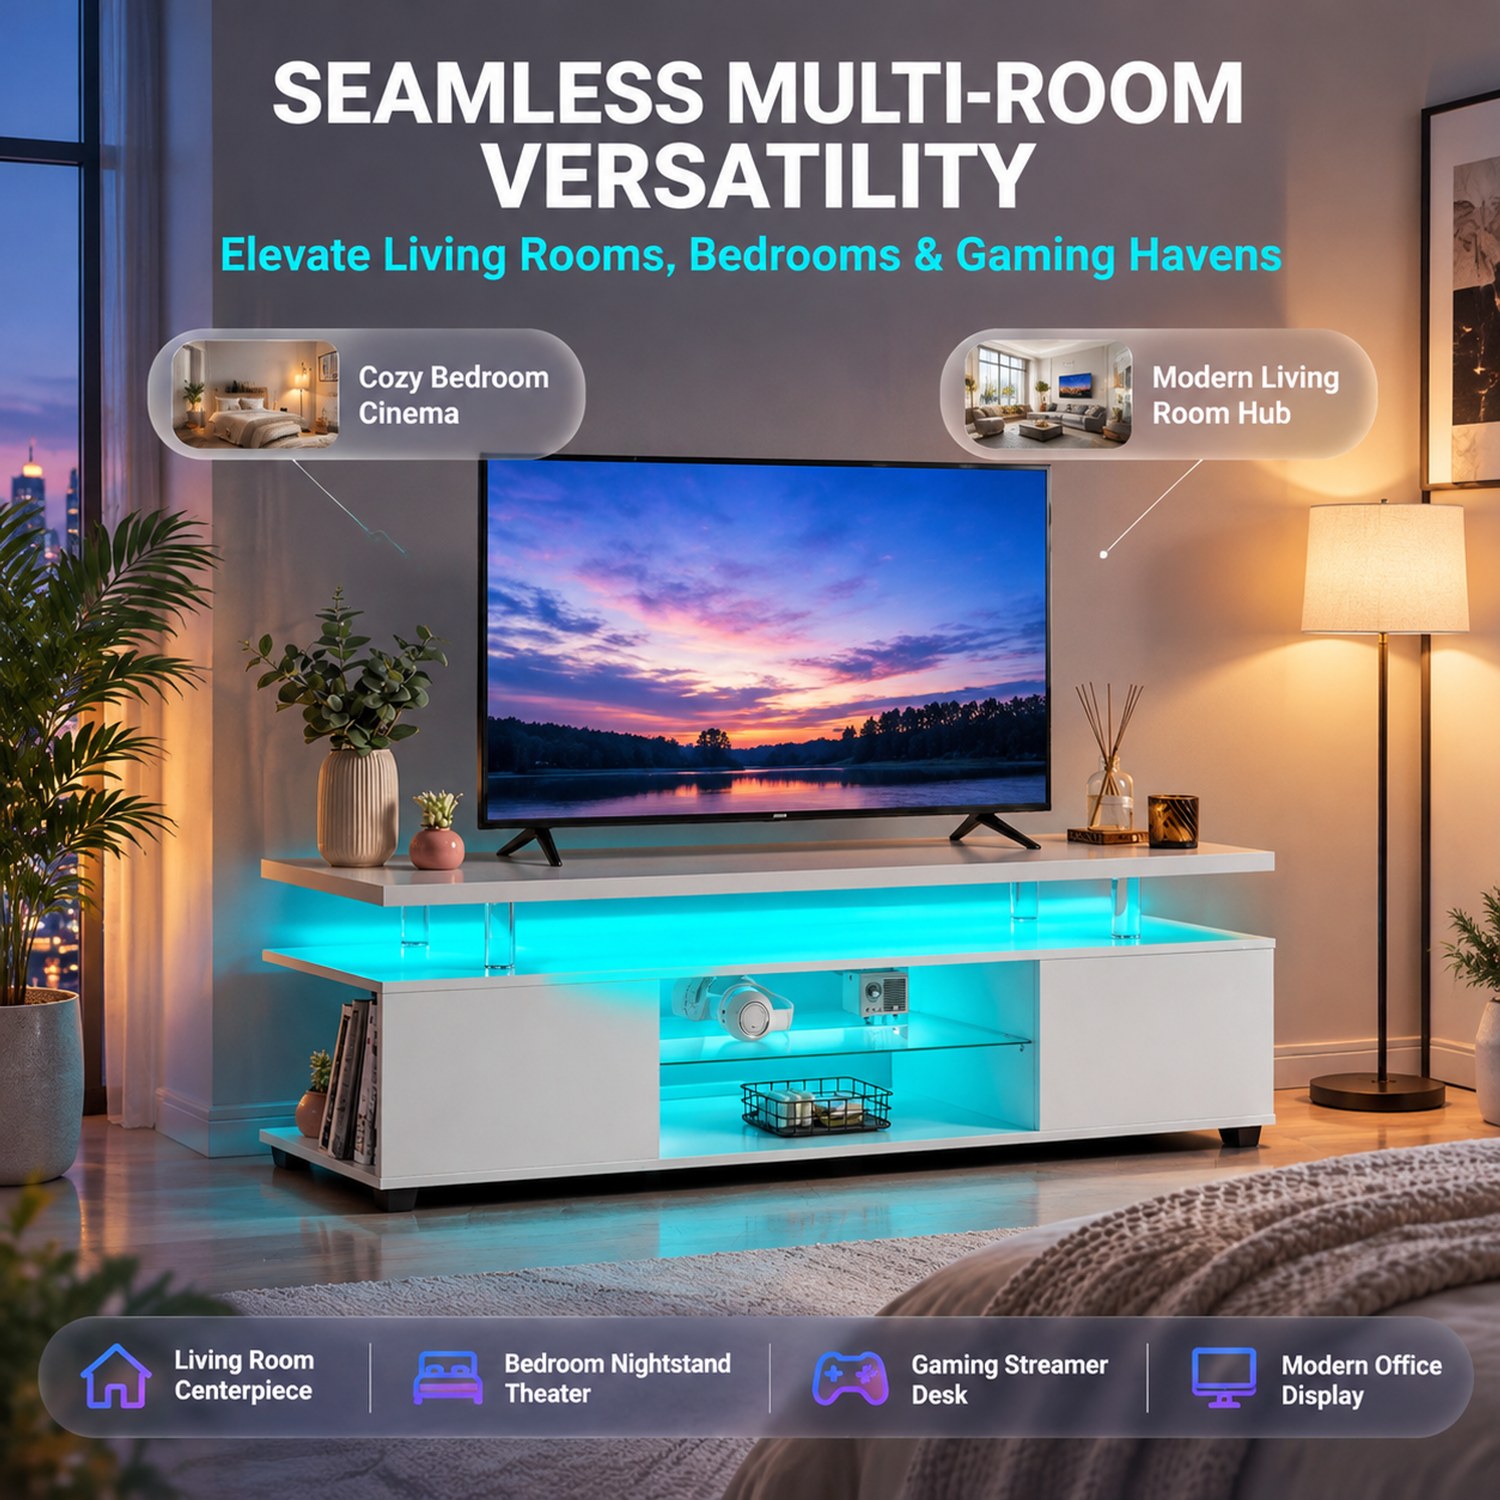 SEAMLESS MULTI-ROOM
VERSATILITY
Elevate Living Rooms, Bedrooms & Gaming Havens
Cozy Bedroom
Cinema
Modern Living
Room Hub
Living Room
Centerpiece
Bedroom Nightstand
Theater
Gaming Streamer
Desk
Modern Office
Display